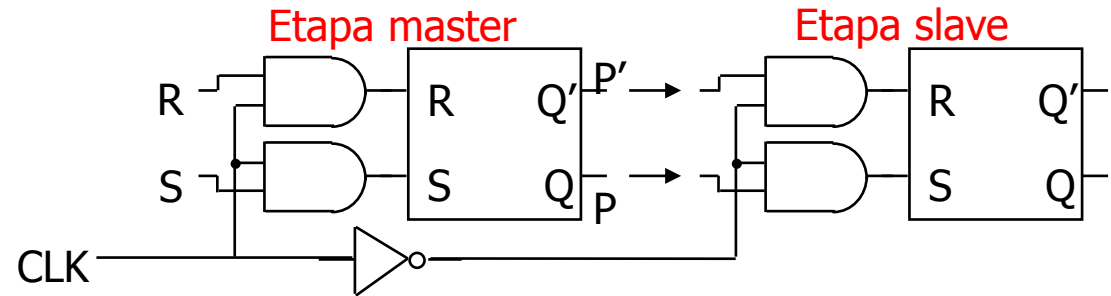 Etapa master
Etapa slave
R
R
Q’
P’
R
Q’
S
S
Q
P
S
Q
CLK